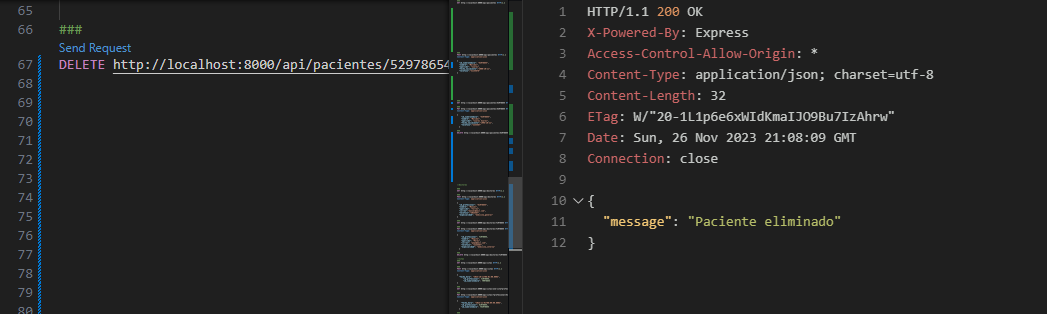 65
66 ###
Send Request
67 DELETE http://localhost:8000/api/pacientes/52978654
68
69
70
71
72
73
74
75
76
77
78
79
80
1 HTTP/1.1 200 OK
2 X-Powered-By: Express
3 Access-Control-Allow-Origin: *
4 Content-Type: application/json; charset=utf-8
5 Content-Length: 32
6 ETag: W/"20-1L1p6e6xWIdKmaIJO9Bu7IzAhrw"
7 Date: Sun, 26 Nov 2023 21:08:09 GMT
8 Connection: close
9
10 {
11 "message": "Paciente eliminado"
12 }